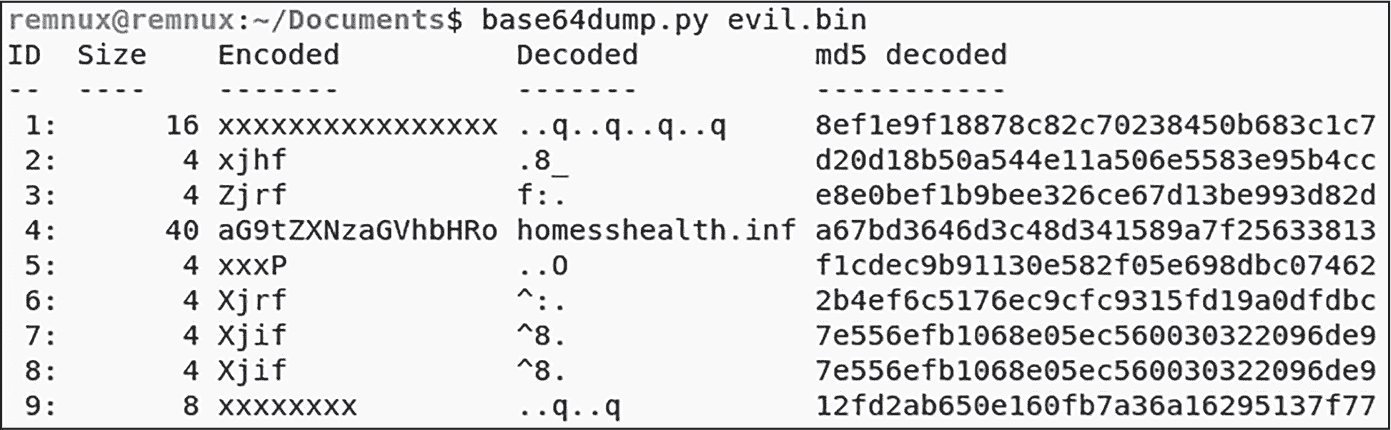 remnux@remnux:~/Documents$ base64dump.py evil.bin
ID  Size    Encoded          Decoded          md5 decoded
--  ----    -------          -------          -----------
 1:      16 xxxxxxxxxxxxxxxx ..q..q..q..q     8ef1e9f18878c82c70238450b683c1c7
 2:       4 xjhf             .8_              d20d18b50a544e11a506e5583e95b4cc
 3:       4 Zjrf             f:.              e8e0bef1b9bee326ce67d13be993d82d
 4:      40 aG9tZXNzaGVhbHRo homesshealth.inf a67bd3646d3c48d341589a7f25633813
 5:       4 xxxP             ..O              f1cdec9b91130e582f05e698dbc07462
 6:       4 Xjrf             ^:.              2b4ef6c5176ec9cfc9315fd19a0dfdbc
 7:       4 Xjif             ^8.              7e556efb1068e05ec560030322096de9
 8:       4 Xjif             ^8.              7e556efb1068e05ec560030322096de9
 9:       8 xxxxxxxx         ..q..q           12fd2ab650e160fb7a36a16295137f77